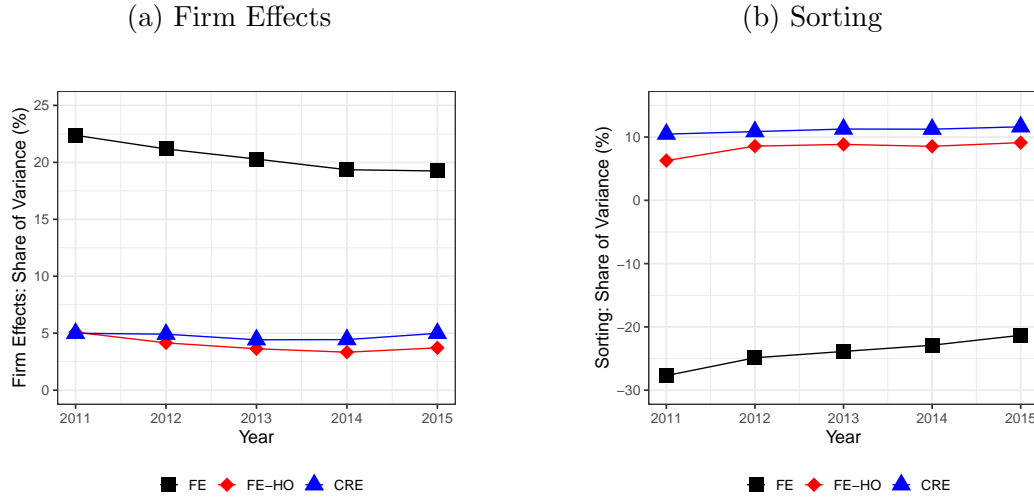 (a) Firm Effects
Firm Effects: Share of Variance (%)
25
20
15
10
5
0
2011 2012 2013 2014 2015
Year
FE FE-HO CRE
(b) Sorting
Sorting: Share of Variance (%)
10
0
−10
−20
−30
2011 2012 2013 2014 2015
Year
FE FE-HO CRE